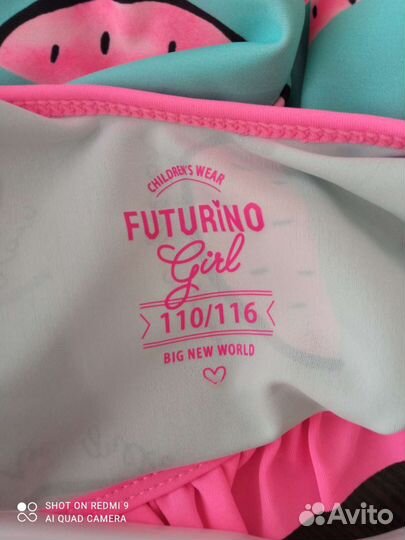 CHILDREN'S WEAR
FUTURINO
Girl
110/116
BIG NEW WORLD
SHOT ON REDMI 9
AI QUAD CAMERA
Avito